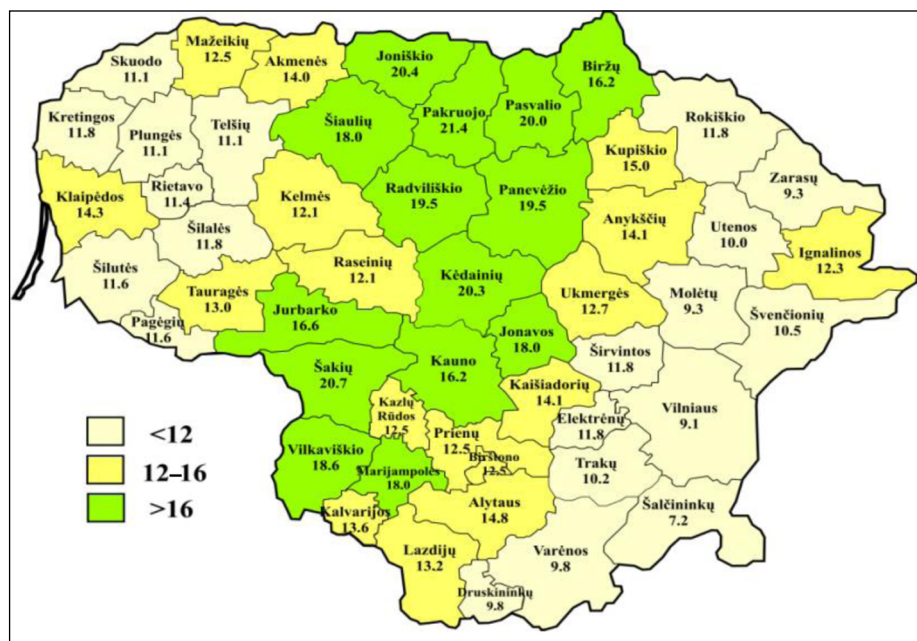 Skuodo
11.1
Mažeikių
12.5
Akmenės
14.0
Joniškio
20.4
Biržų
16.2
Kretingos
11.8
Plungės
11.1
Telšių
11.1
Šiaulių
18.0
Pakruojo
21.4
Pasvalio
20.0
Rokiškio
11.8
Kupiškio
15.0
Zarasų
9.3
Klaipėdos
14.3
Rietavo
11.4
Kelmės
12.1
Radviliškio
19.5
Panevėžio
19.5
Anykščių
14.1
Utenos
10.0
Ignalinos
12.3
Šilalės
11.8
Šilutės
11.6
Raseinių
12.1
Kėdainių
20.3
Tauragės
13.0
Ukmergės
12.7
Molėtų
9.3
Švenčionių
10.5
Pagėgių
11.6
Jurbarko
16.6
Jonavos
18.0
Šakių
20.7
Kauno
16.2
Širvintos
11.8
Kaišiadorių
14.1
Kazlų
Rūdos
12.5
Elektrėnų
11.8
Vilniaus
9.1
<12
Prienų
12.5
Vilkaviškio
18.6
Birštono
12.5
12–16
Marijampolės
18.0
Trakų
10.2
>16
Kalvarijos
13.6
Alytaus
14.8
Šalčininkų
7.2
Lazdijų
13.2
Varėnos
9.8
Druskininkų
9.8